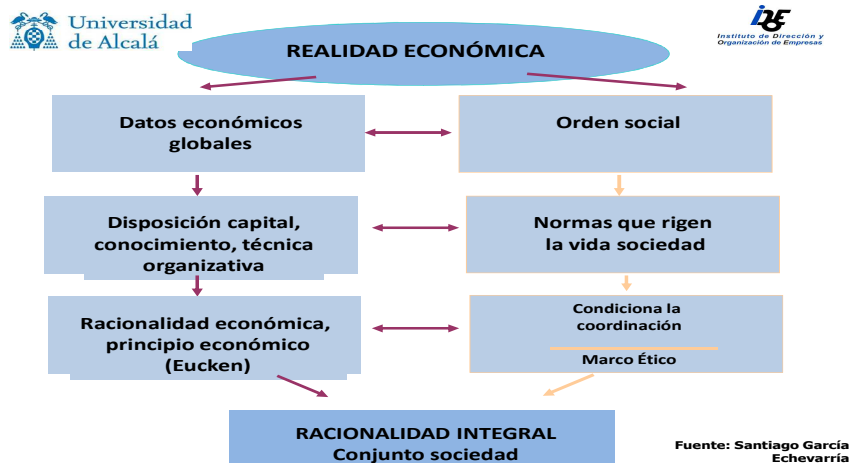 Universidad
de Alcalá
Instituto de Dirección y
Organización de Empresas
REALIDAD ECONÓMICA
Datos económicos
globales
Orden social
Disposición capital,
conocimiento, técnica
organizativa
Normas que rigen
la vida sociedad
Racionalidad económica,
principio económico
(Eucken)
Condiciona la
coordinación
Marco Ético
RACIONALIDAD INTEGRAL
Conjunto sociedad
Fuente: Santiago García
Echevarría